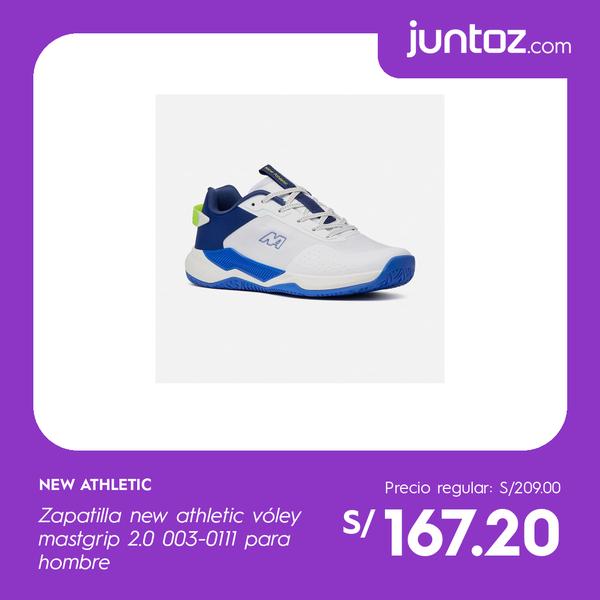 juntoz.com
NA
NEW ATHLETIC
Zapatilla new athletic vóley
mastgrip 2.0 003-0111 para
hombre
Precio regular: S/209.00
S/167.20